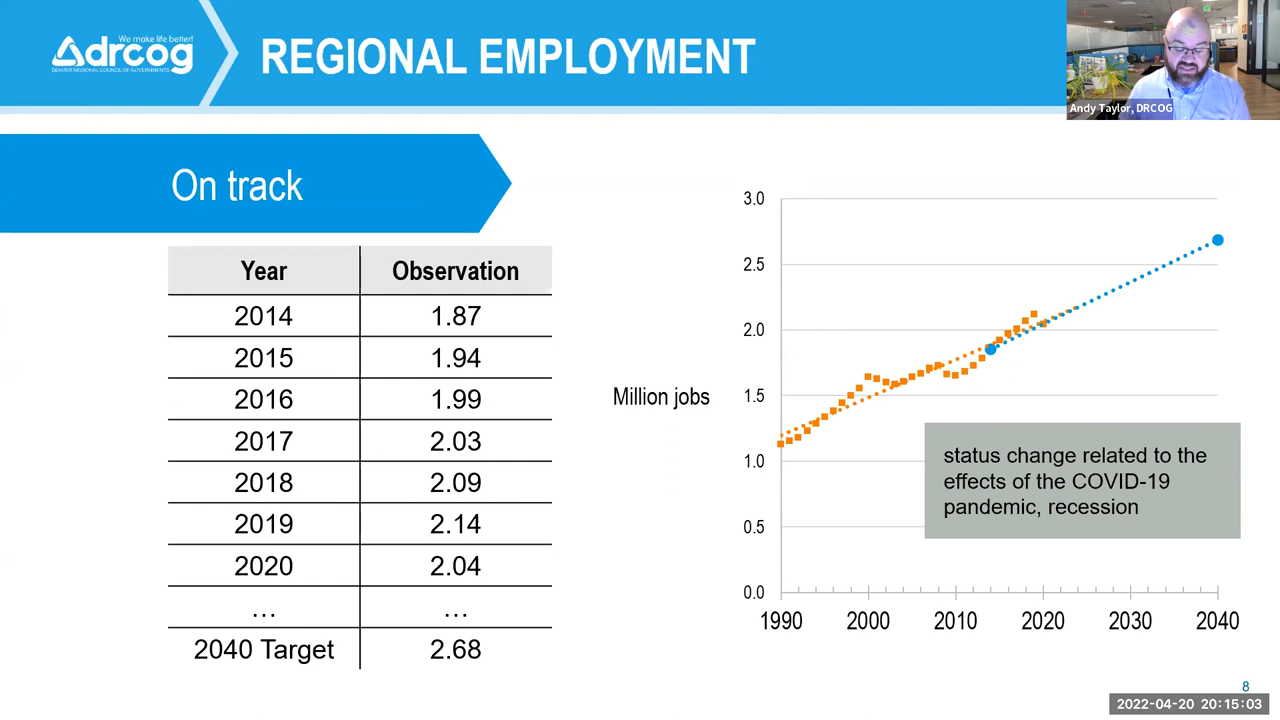 We make life better!
drcog
DENVER REGIONAL COUNCIL OF GOVERNMENTS
REGIONAL EMPLOYMENT
Andy Taylor, DRCOG
On track
Year Observation
2014 1.87
2015 1.94
2016 1.99
2017 2.03
2018 2.09
2019 2.14
2020 2.04
... ...
2040 Target 2.68
Million jobs
3.0
2.5
2.0
1.5
1.0
0.5
0.0
1990 2000 2010 2020 2030 2040
status change related to the
effects of the COVID-19
pandemic, recession
8
2022-04-20 20:15:03